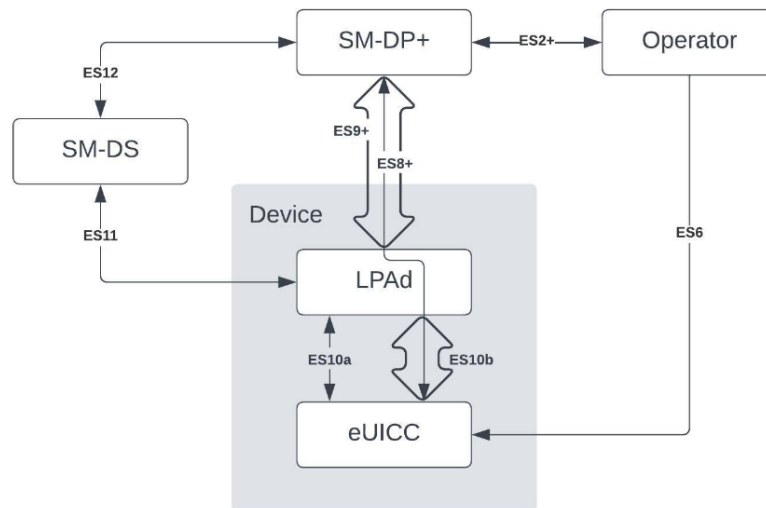 SM-DP+
ES2+
Operator
ES12
SM-DS
ES9+
ES8+
Device
ES11
ES6
LPAd
ES10a
ES10b
eUICC